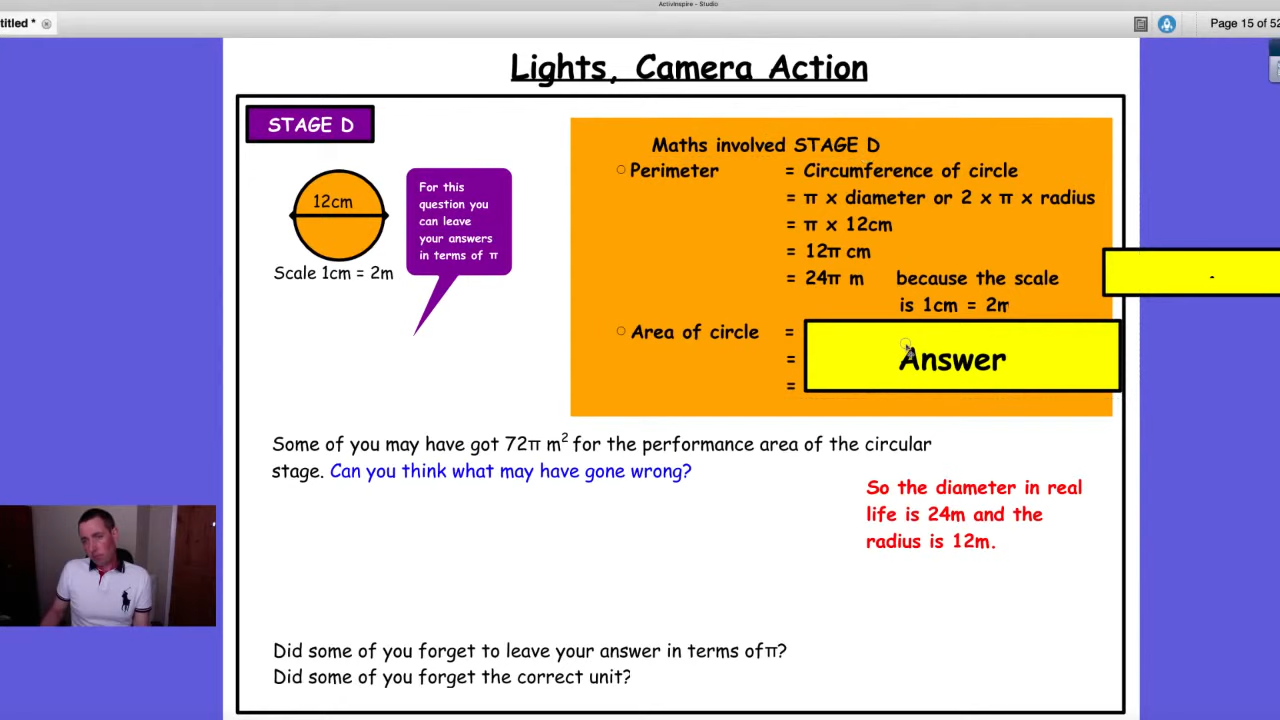 ActivInspire - Studio
titled *
Page 15 of 52
Lights, Camera Action
STAGE D
12cm
Scale 1cm = 2m
For this
question you
can leave
your answers
in terms of π
Maths involved STAGE D
Perimeter = Circumference of circle
= π x diameter or 2 x π x radius
= π x 12cm
= 12π cm
= 24π m because the scale
is 1cm = 2m
Area of circle =
=
=
Answer
Some of you may have got 72π m² for the performance area of the circular
stage. Can you think what may have gone wrong?
So the diameter in real
life is 24m and the
radius is 12m.
Did some of you forget to leave your answer in terms of π?
Did some of you forget the correct unit?